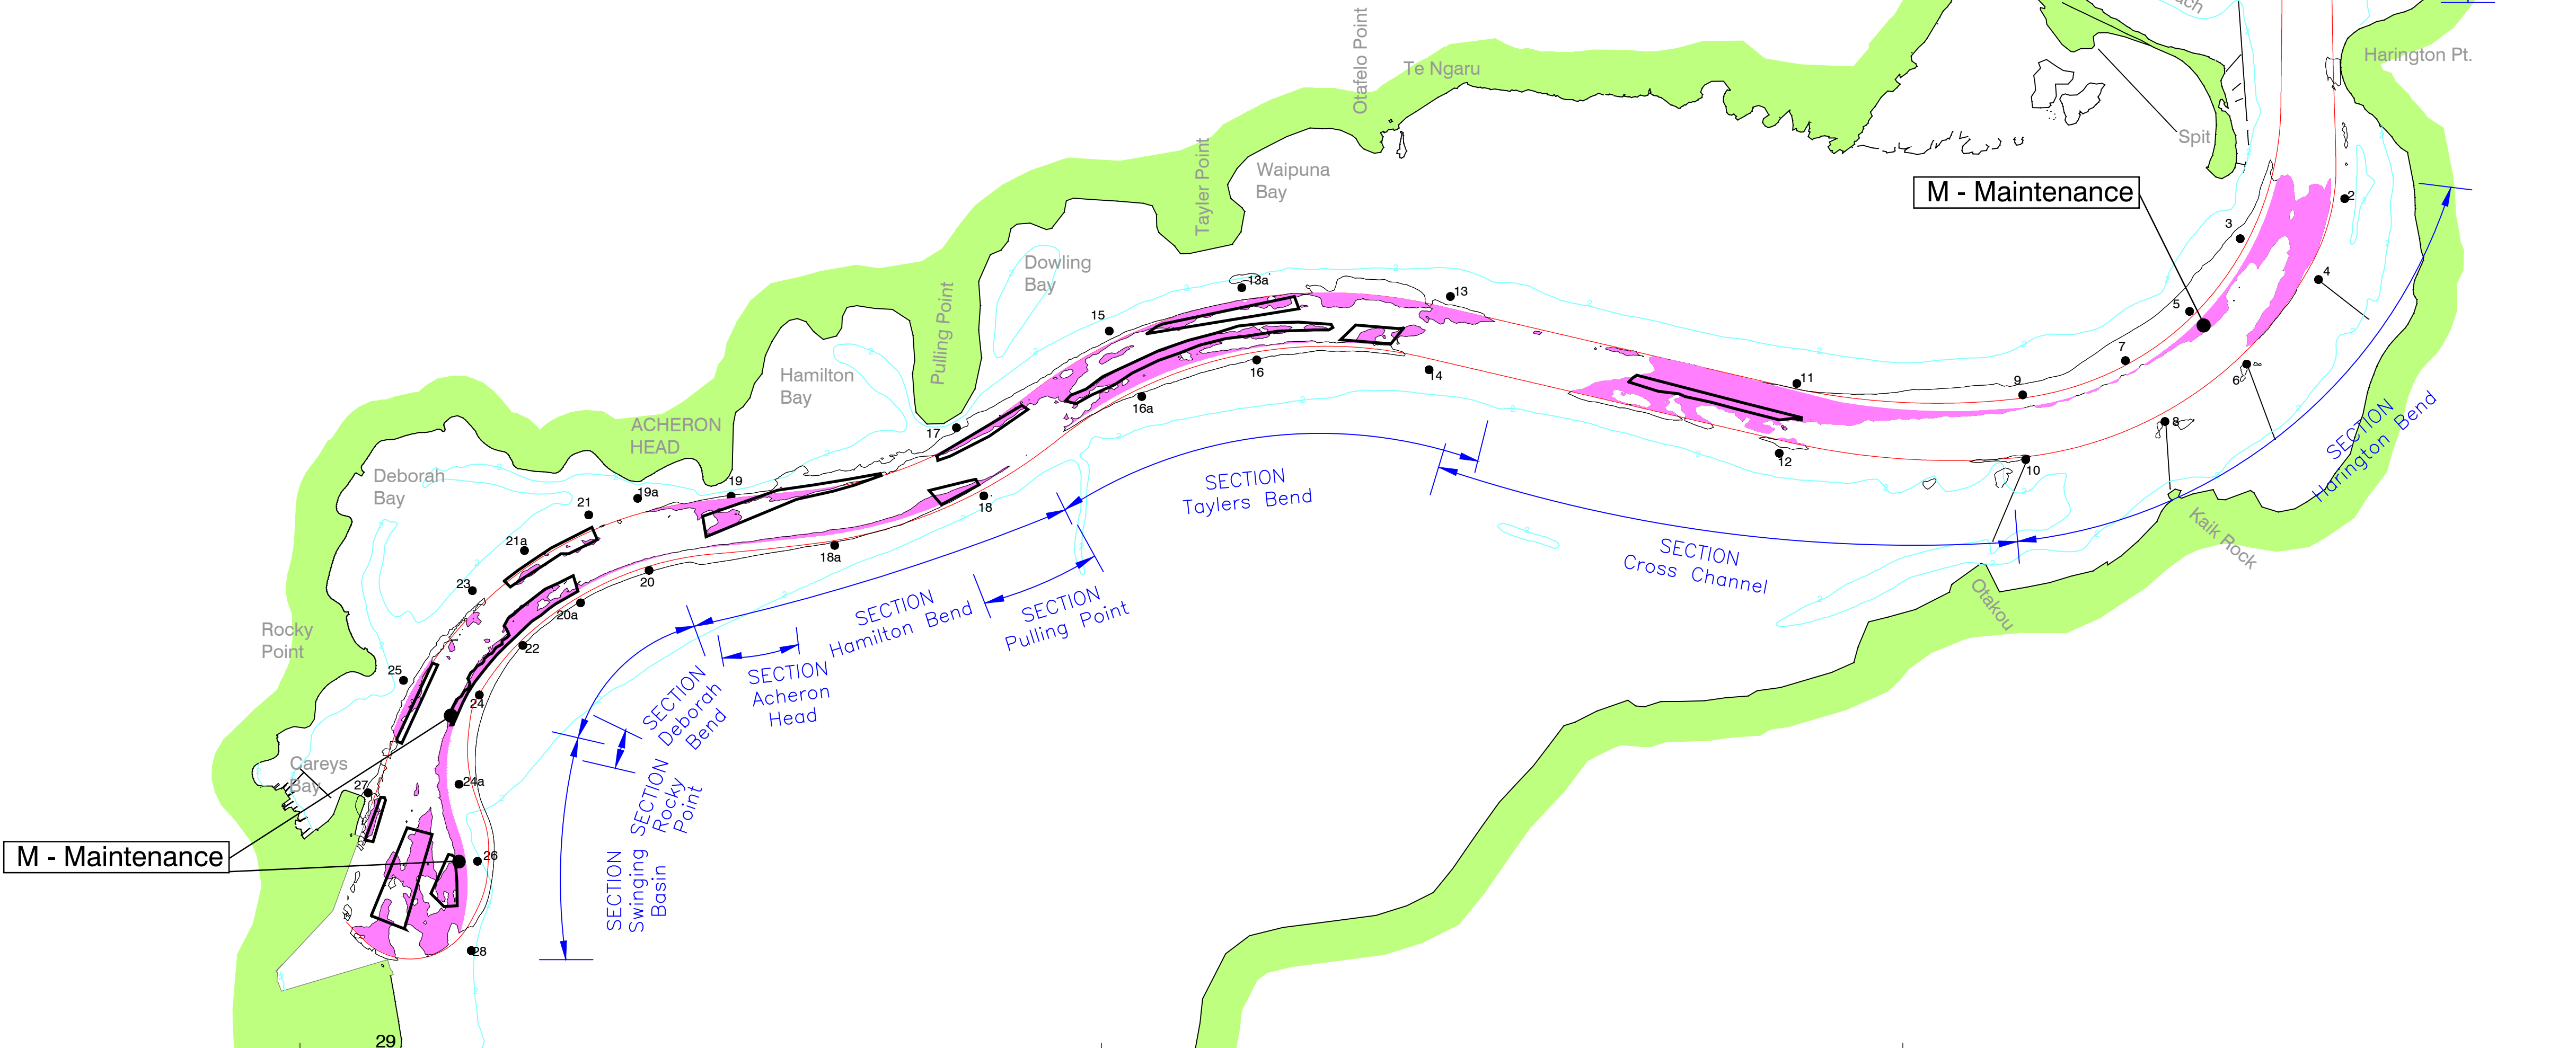 ach
Harington Pt.
Otafelo Point
Te Ngaru
Spit
Tayler Point
Waipuna
Bay
M - Maintenance
2
3
4
Dowling
Bay
13a
13
5
15
Pulling Point
7
6
Hamilton
Bay
16
14
11
9
16a
8
SECTION
Harington Bend
ACHERON
HEAD
17
12
10
Deborah
Bay
19a
19
18
SECTION
Taylers Bend
Kaik Rock
21
21a
18a
SECTION
Cross Channel
23
20
20a
Otakou
SECTION
Hamilton Bend
SECTION
Pulling Point
Rocky
Point
22
25
24
SECTION
Acheron
Head
SECTION
Deborah
Bend
Careys
Bay
27
24a
SECTION
Rocky
Point
M - Maintenance
26
SECTION
Swinging
Basin
28
29